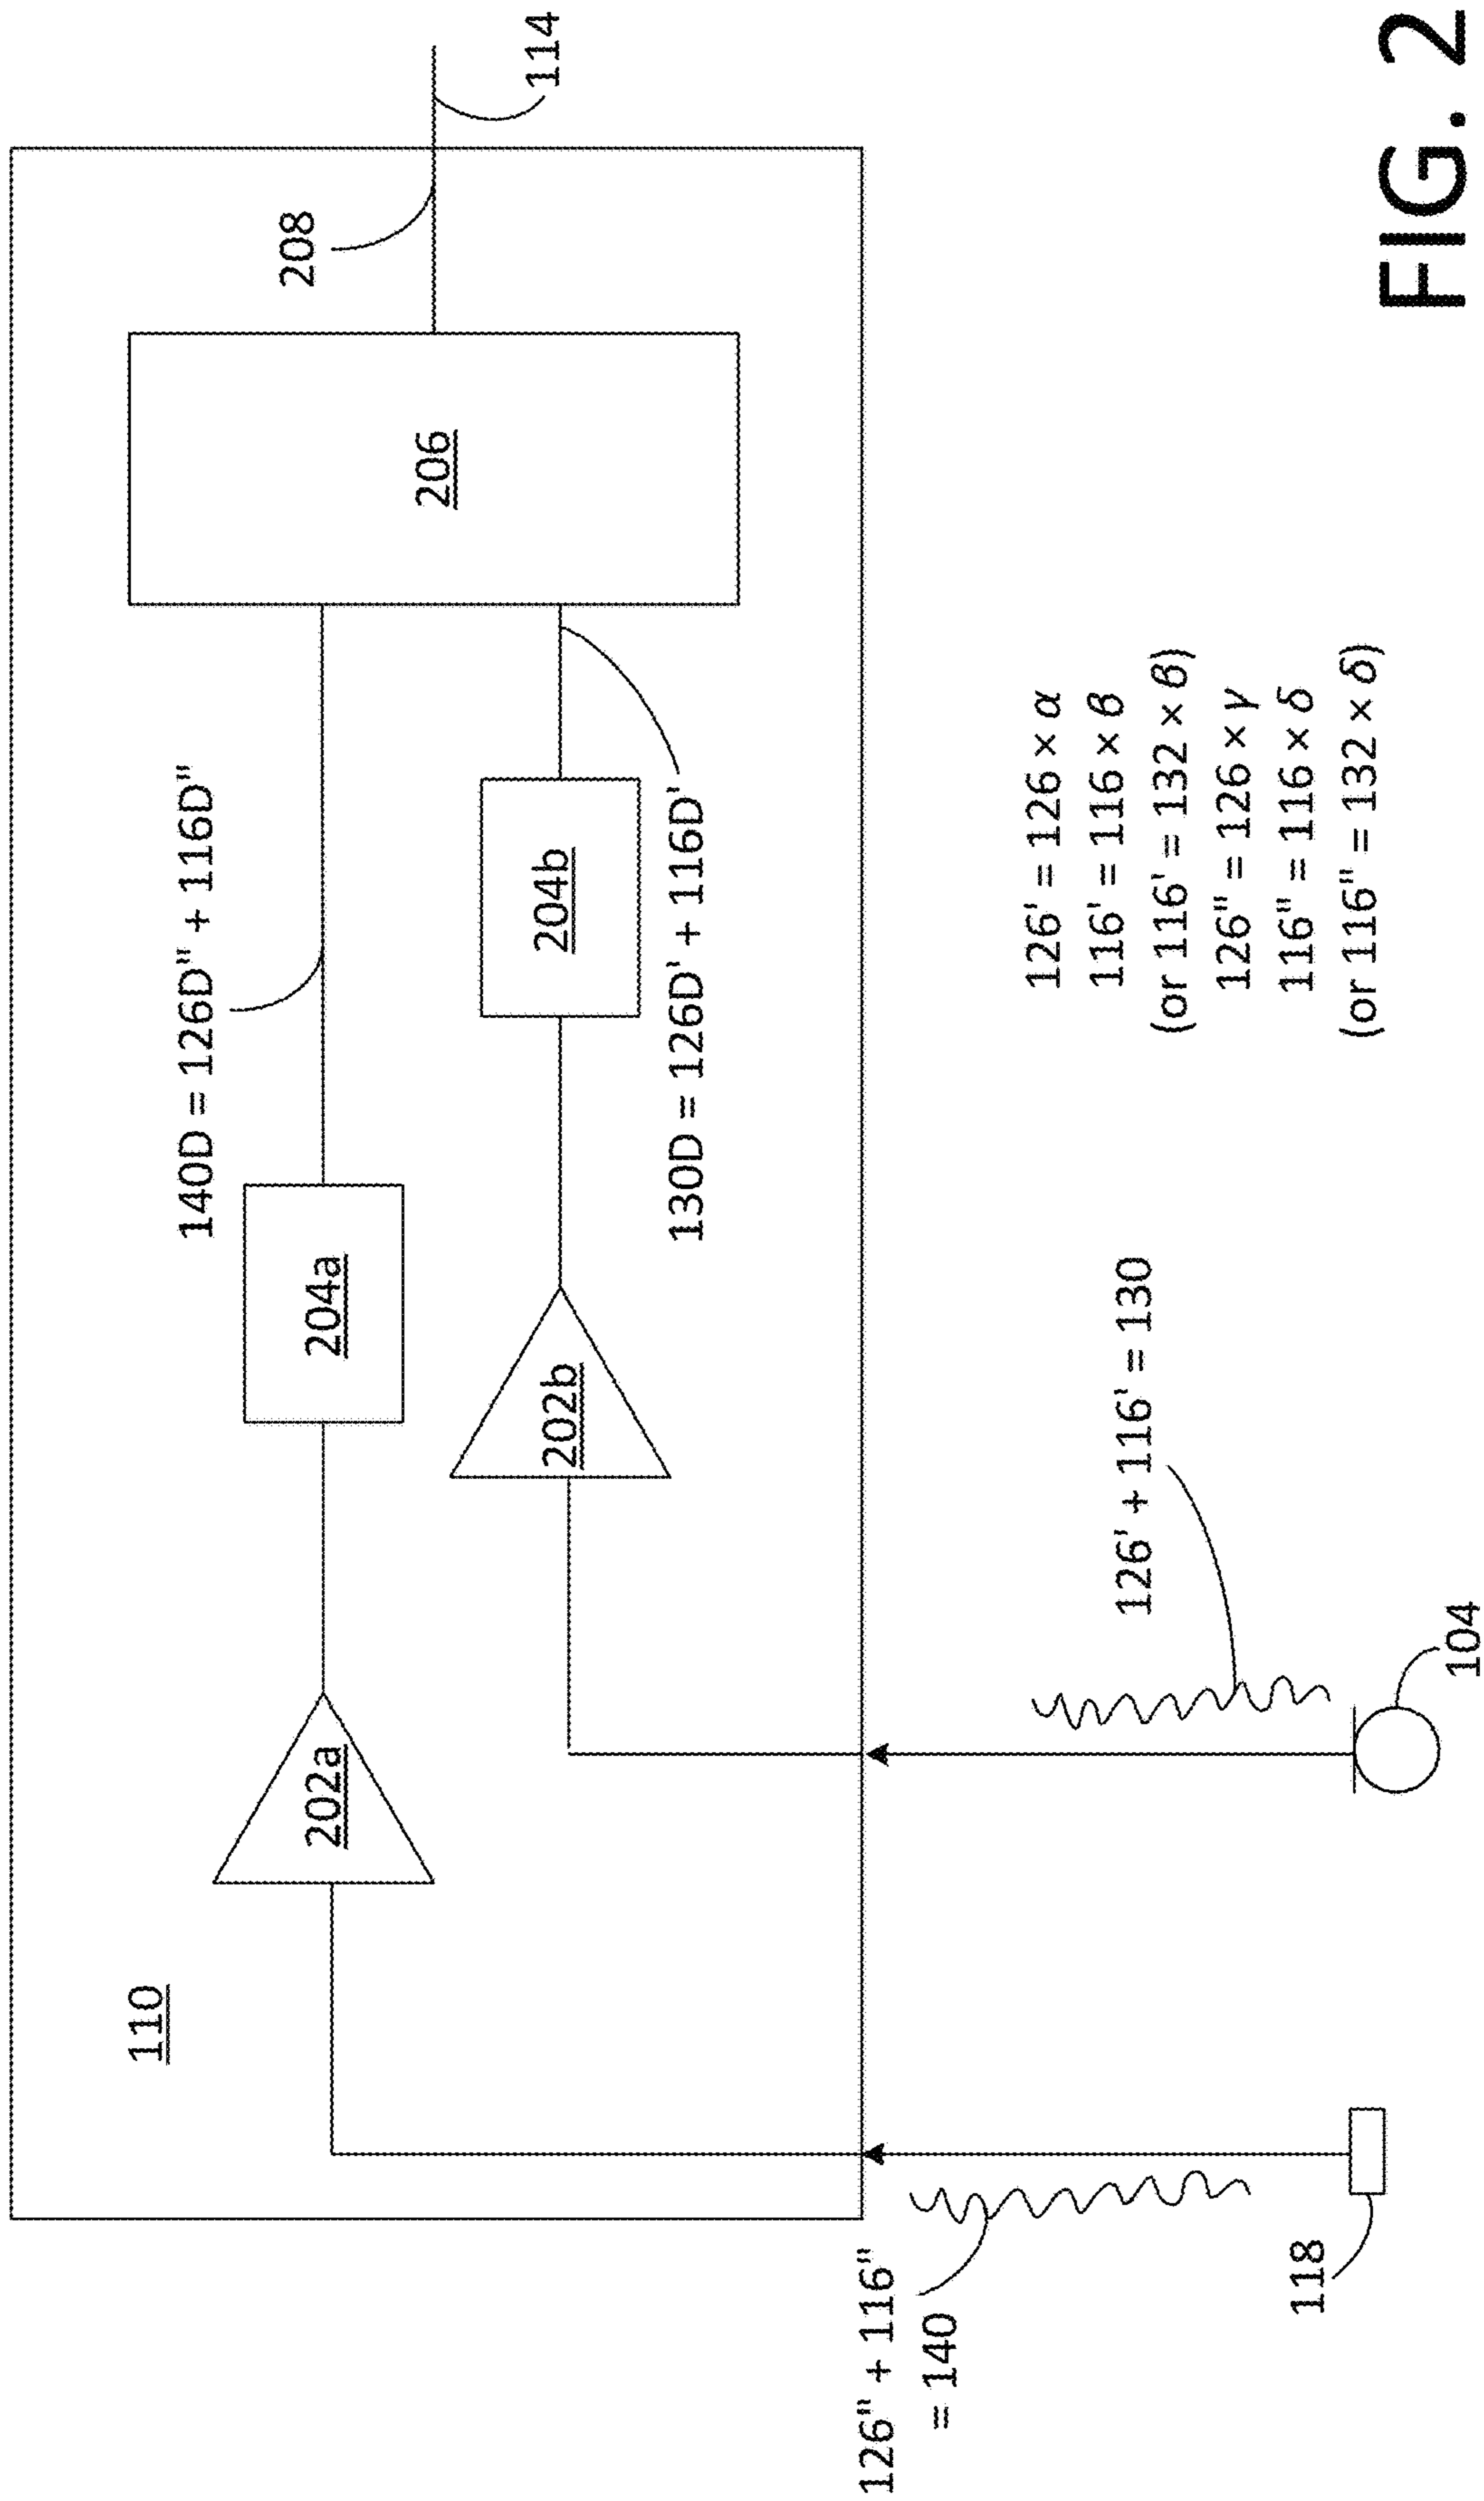 110
208
114
140D = 126D" + 116D"
206
204a
202a
204b
202b
130D = 126D' + 116D'
126" + 116"
= 140
126' + 116' = 130
118
104
126' = 126 × α
116' = 116 × β
(or 116' = 132 × β)
126" = 126 × γ
116" = 116 × δ
(or 116" = 132 × δ)
FIG. 2